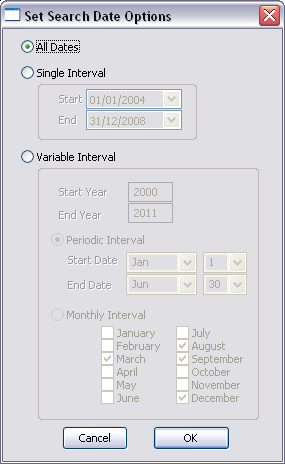 Set Search Date Options
All Dates
Single Interval
Start 01/01/2004
End 31/12/2008
Variable Interval
Start Year 2000
End Year 2011
Periodic Interval
Start Date Jan 1
End Date Jun 30
Monthly Interval
January July
February August
March September
April October
May November
June December
Cancel OK